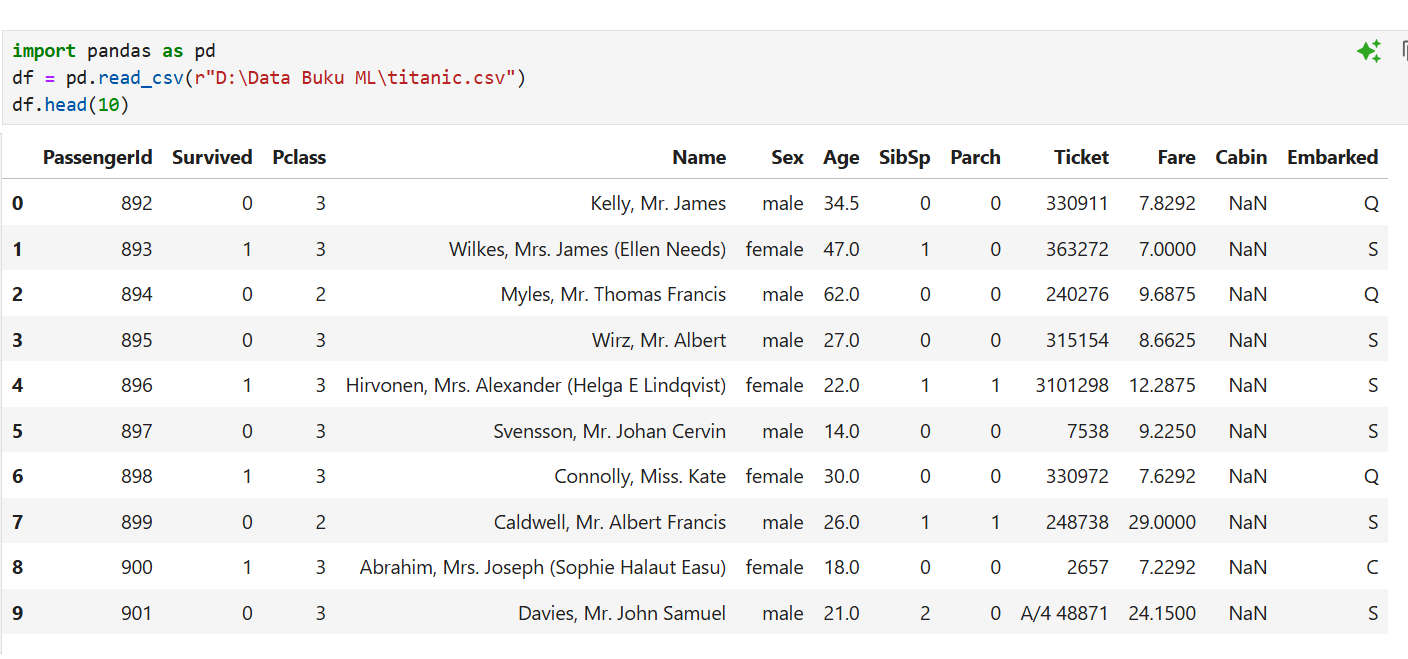 import pandas as pd
df = pd.read_csv(r"D:\Data Buku ML\titanic.csv")
df.head(10)
PassengerId Survived Pclass Name Sex Age SibSp Parch Ticket Fare Cabin Embarked
0 892 0 3 Kelly, Mr. James male 34.5 0 0 330911 7.8292 NaN Q
1 893 1 3 Wilkes, Mrs. James (Ellen Needs) female 47.0 1 0 363272 7.0000 NaN S
2 894 0 2 Myles, Mr. Thomas Francis male 62.0 0 0 240276 9.6875 NaN Q
3 895 0 3 Wirz, Mr. Albert male 27.0 0 0 315154 8.6625 NaN S
4 896 1 3 Hirvonen, Mrs. Alexander (Helga E Lindqvist) female 22.0 1 1 3101298 12.2875 NaN S
5 897 0 3 Svensson, Mr. Johan Cervin male 14.0 0 0 7538 9.2250 NaN S
6 898 1 3 Connolly, Miss. Kate female 30.0 0 0 330972 7.6292 NaN Q
7 899 0 2 Caldwell, Mr. Albert Francis male 26.0 1 1 248738 29.0000 NaN S
8 900 1 3 Abrahim, Mrs. Joseph (Sophie Halaut Easu) female 18.0 0 0 2657 7.2292 NaN C
9 901 0 3 Davies, Mr. John Samuel male 21.0 2 0 A/4 48871 24.1500 NaN S